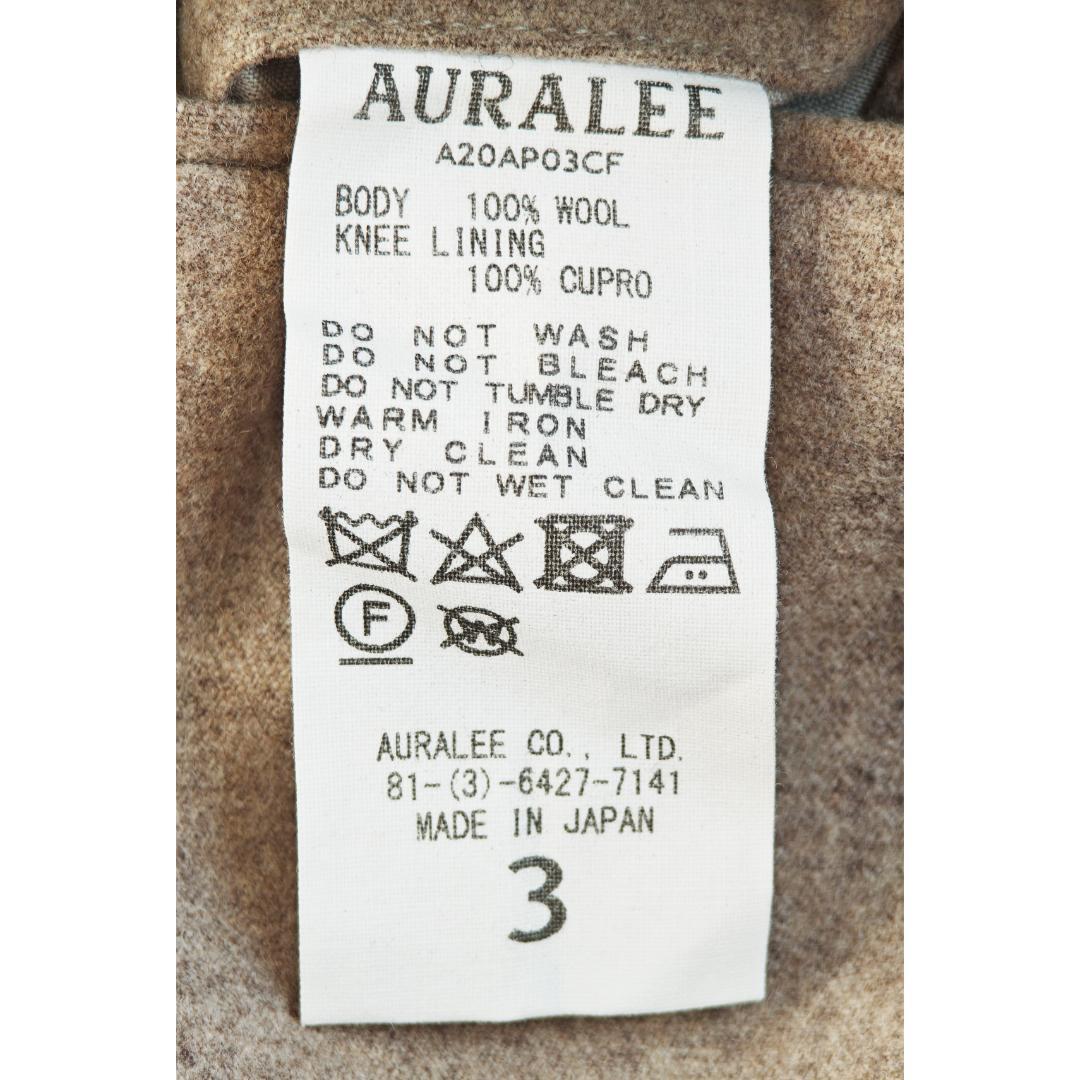 AURALEE
A20AP03CF
BODY 100% WOOL
KNEE LINING
100% CUPRO
DO NOT WASH
DO NOT BLEACH
DO NOT TUMBLE DRY
WARM IRON
DRY CLEAN
DO NOT WET CLEAN
F W
AURALEE CO., LTD.
81-(3)-6427-7141
MADE IN JAPAN
3